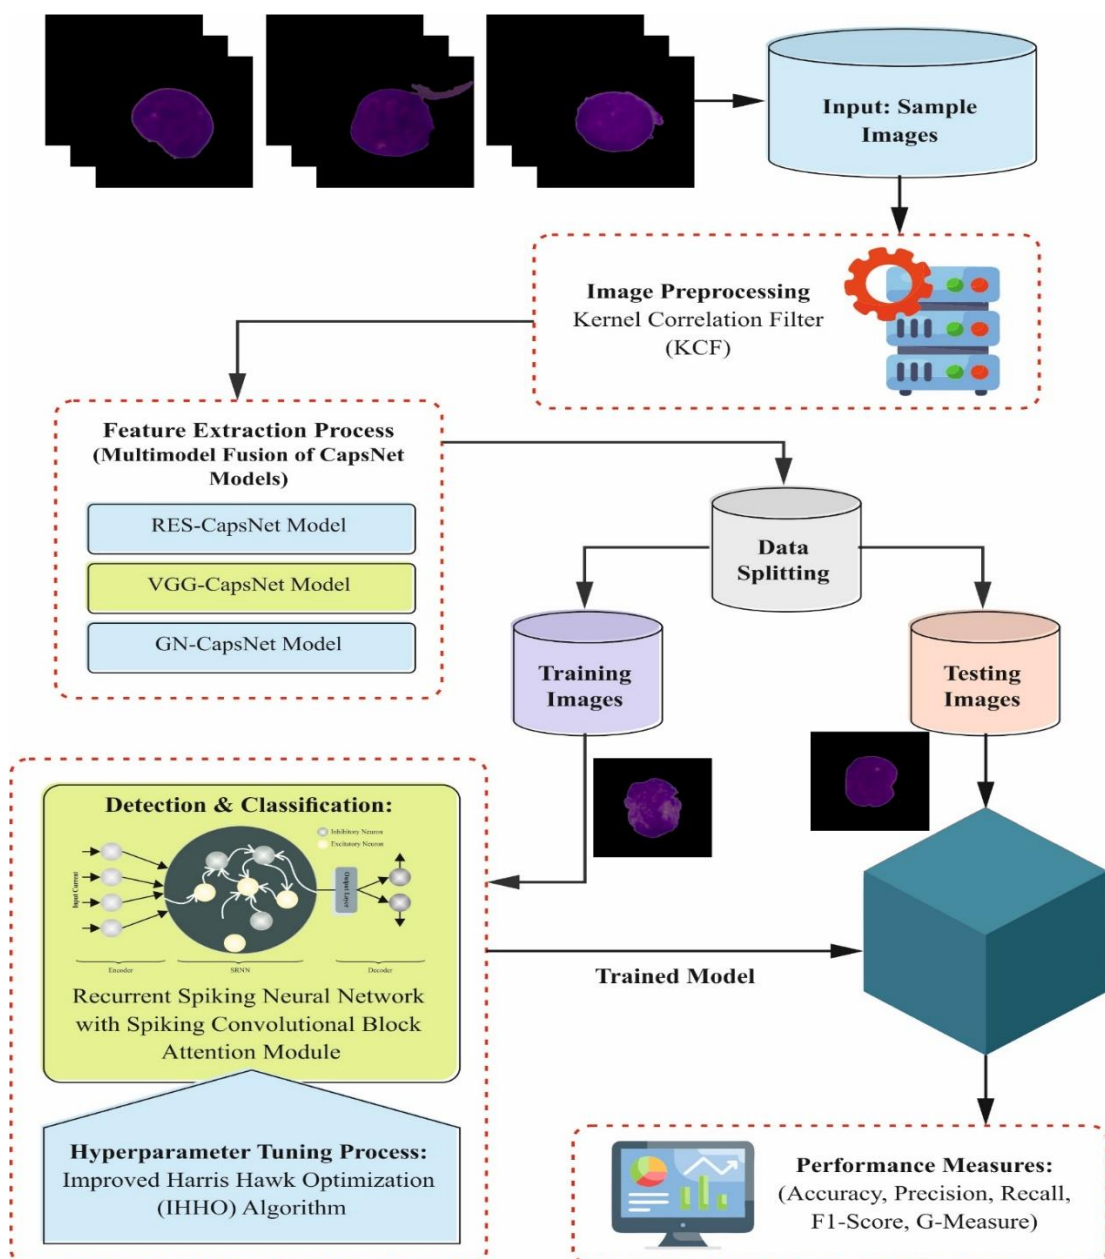 Input: Sample
Images
Image Preprocessing
Kernel Correlation Filter
(KCF)
Feature Extraction Process
(Multimodel Fusion of CapsNet
Models)
RES-CapsNet Model
VGG-CapsNet Model
GN-CapsNet Model
Data
Splitting
Training
Images
Testing
Images
Detection & Classification:
Inhibitory Neuron
Excitatory Neuron
Input Current
Output Layer
Encoder
SRNN
Decoder
Recurrent Spiking Neural Network
with Spiking Convolutional Block
Attention Module
Trained Model
Hyperparameter Tuning Process:
Improved Harris Hawk Optimization
(IHHO) Algorithm
Performance Measures:
(Accuracy, Precision, Recall,
F1-Score, G-Measure)